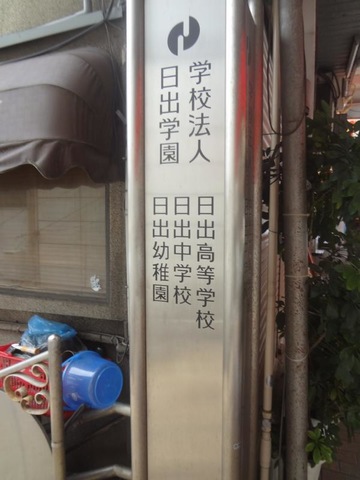 学校法人
日出学園
日出高等学校
日出中学校
日出幼稚園